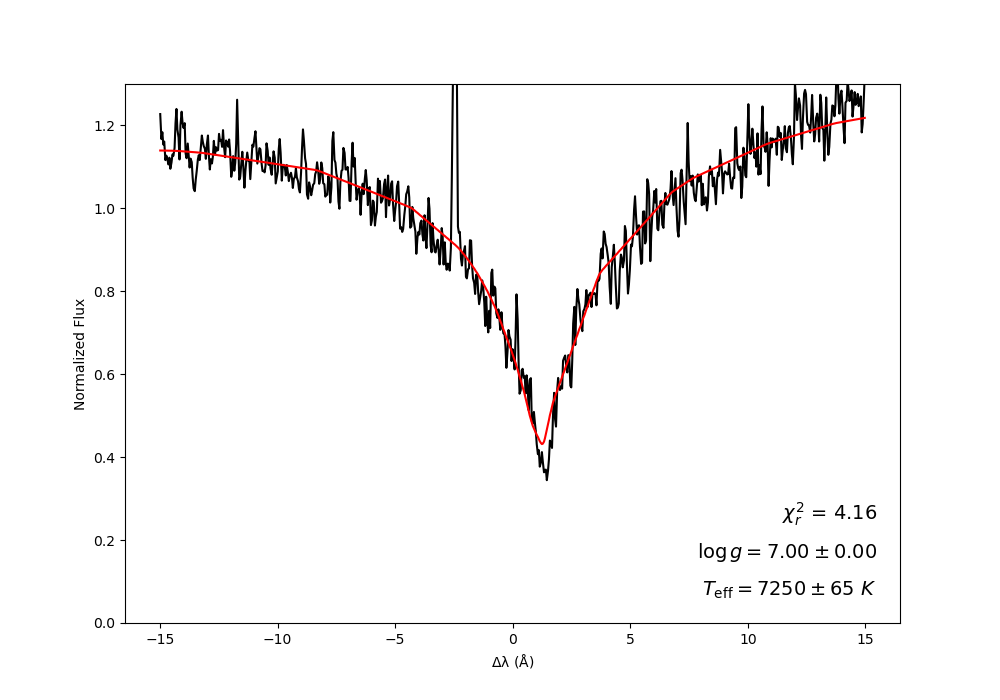 Normalized Flux
1.2
1.0
0.8
0.6
0.4
0.2
0.0
χ²ᵣ = 4.16
log g = 7.00 ± 0.00
T_eff = 7250 ± 65 K
−15 −10 −5 0 5 10 15
Δλ (Å)